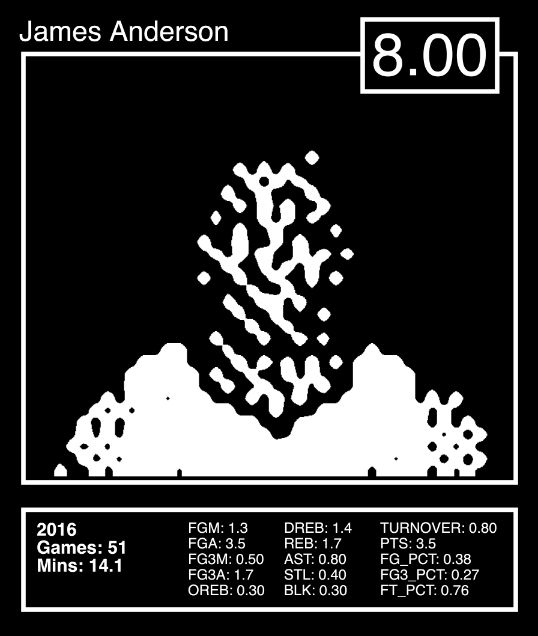 James Anderson
8.00
2016
Games: 51
Mins: 14.1
FGM: 1.3
FGA: 3.5
FG3M: 0.50
FG3A: 1.7
OREB: 0.30
DREB: 1.4
REB: 1.7
AST: 0.80
STL: 0.40
BLK: 0.30
TURNOVER: 0.80
PTS: 3.5
FG_PCT: 0.38
FG3_PCT: 0.27
FT_PCT: 0.76